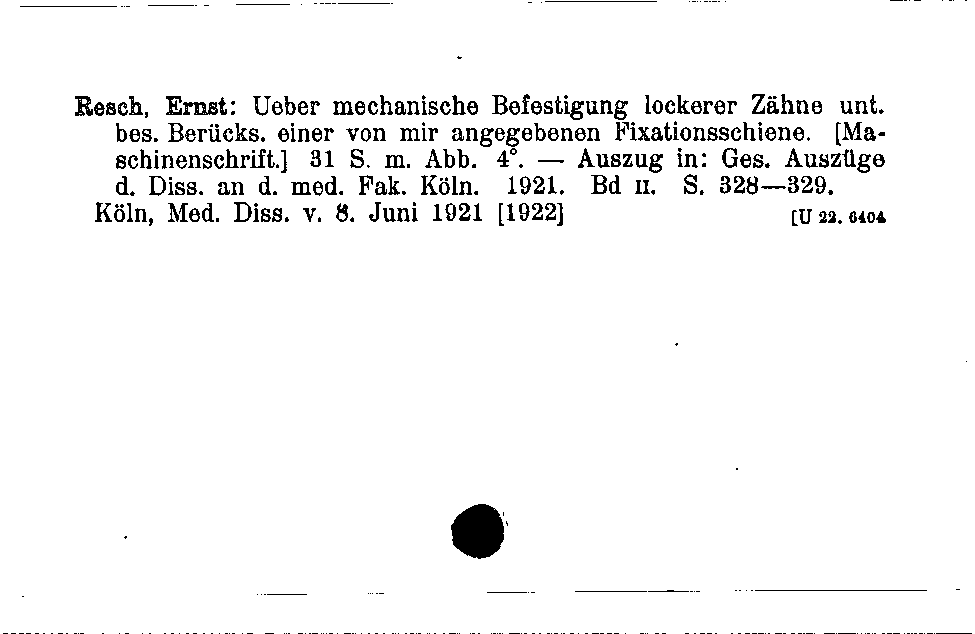 Resch, Ernst: Ueber mechanische Befestigung lockerer Zähne unt.
bes. Berücks. einer von mir angegebenen Fixationsschiene. [Ma-
schinenschrift.] 31 S. m. Abb. 4°. — Auszug in: Ges. Auszüge
d. Diss. an d. med. Fak. Köln. 1921. Bd II. S. 328—329.
Köln, Med. Diss. v. 8. Juni 1921 [1922] [U 22. 6404